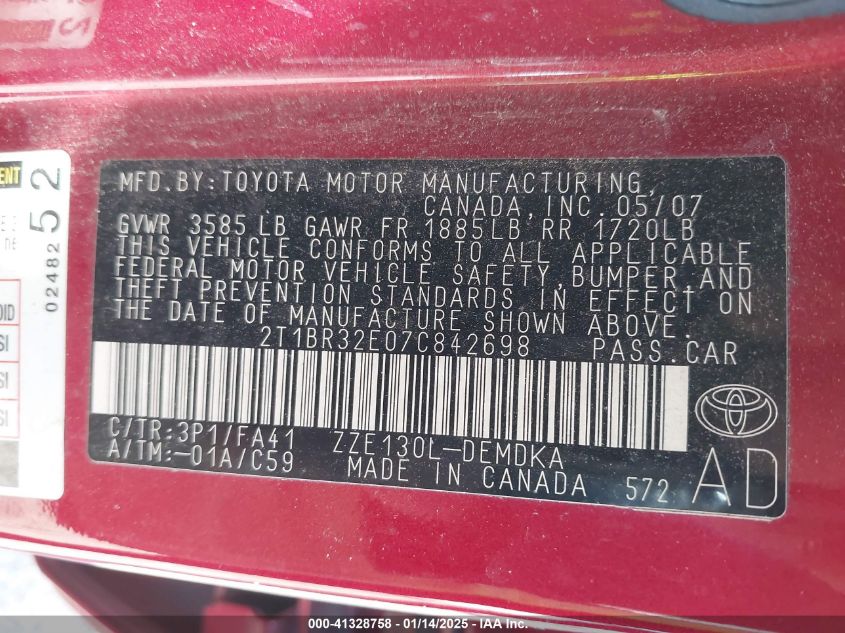 MFD.BY:TOYOTA MOTOR MANUFACTURING,
CANADA,INC. 05/07
GVWR 3585 LB GAWR FR 1885LB RR 1720LB
THIS VEHICLE CONFORMS TO ALL APPLICABLE
FEDERAL MOTOR VEHICLE SAFETY,BUMPER,AND
THEFT PREVENTION STANDARDS IN EFFECT ON
THE DATE OF MANUFACTURE SHOWN ABOVE.
2T1BR32E07C842698 PASS.CAR
C/TR:3P1/FA41 ZZE130L-DEMDKA
A/TM:-01A/C59 MADE IN CANADA 572 AD
0248252
000-41328758 - 01/14/2025 - IAA Inc.